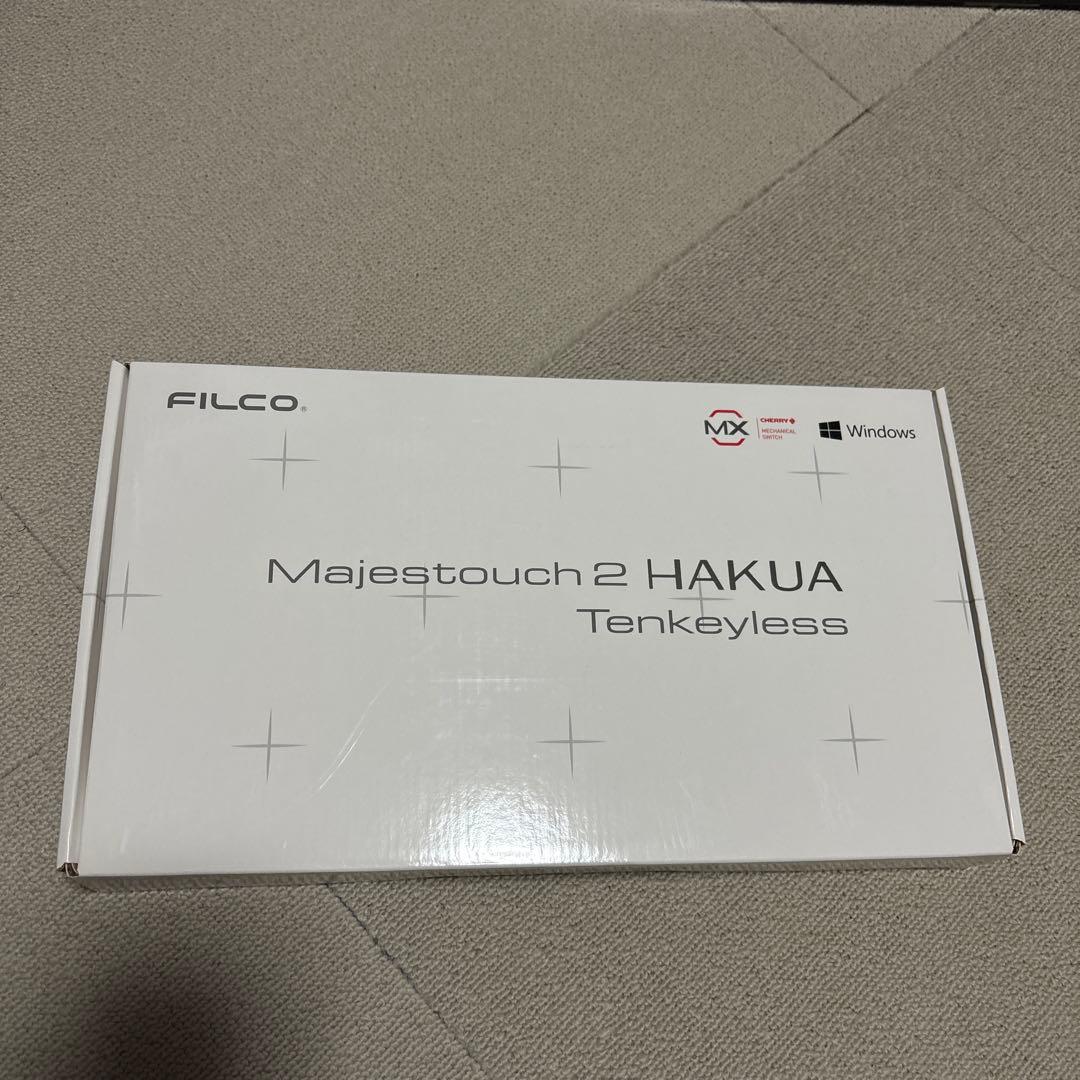 FILCO®
MX
CHERRY
MECHANICAL
SWITCH
Windows
Majestouch 2 HAKUA
Tenkeyless